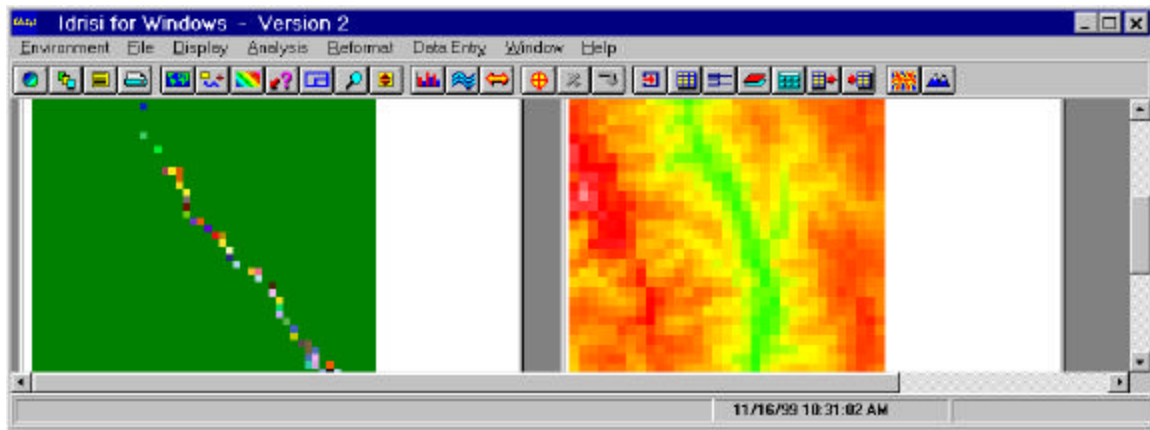 Idrisi for Windows - Version 2
Environment File Display Analysis Reformat Data Entry Window Help
11/16/99 10:31:02 AM